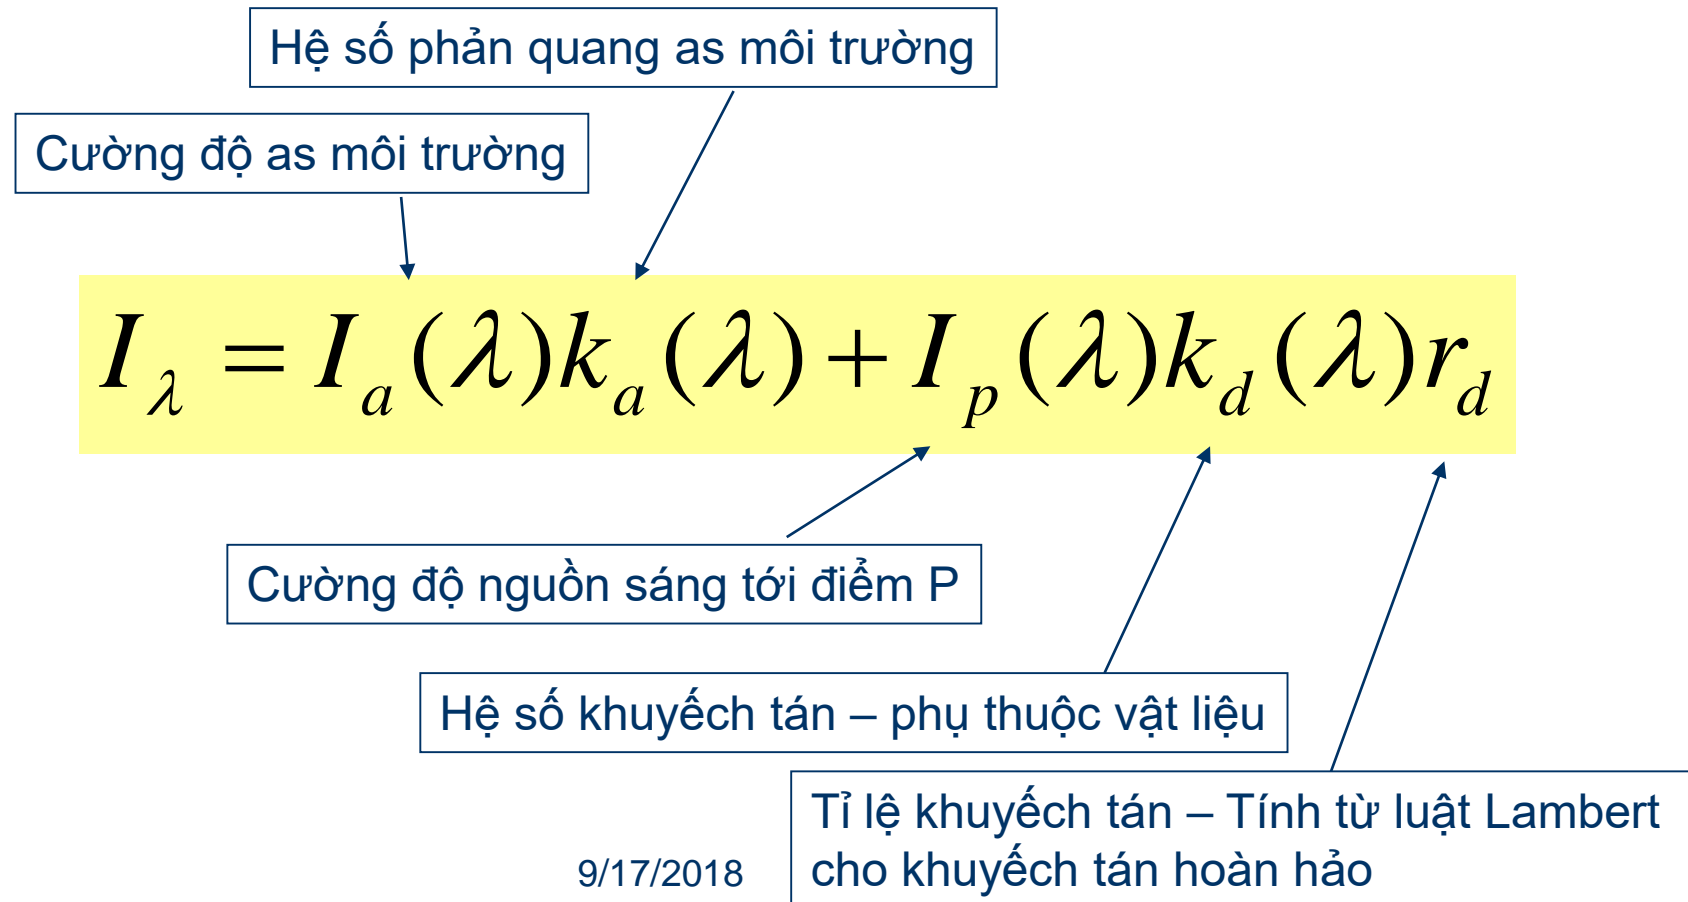 Hệ số phản quang as môi trường
Cường độ as môi trường
I_λ = I_a(λ)k_a(λ) + I_p(λ)k_d(λ)r_d
Cường độ nguồn sáng tới điểm P
Hệ số khuyếch tán – phụ thuộc vật liệu
Tỉ lệ khuyếch tán – Tính từ luật Lambert
cho khuyếch tán hoàn hảo
9/17/2018